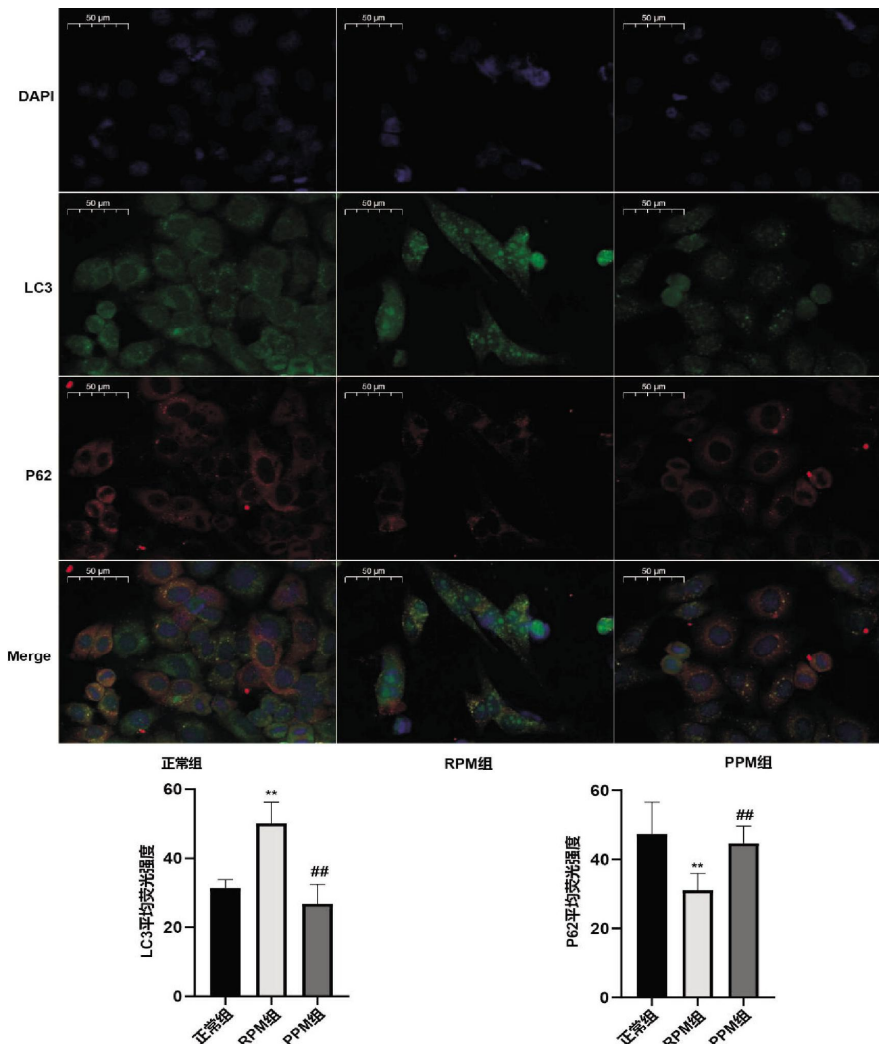 50 μm
50 μm
50 μm
DAPI
50 μm
50 μm
50 μm
LC3
50 μm
50 μm
50 μm
P62
50 μm
50 μm
50 μm
Merge
正常组 RPM组 PPM组
LC3平均荧光强度
60
40
20
0
**
##
正常组
RPM组
PPM组
P62平均荧光强度
60
40
20
0
**
##
正常组
RPM组
PPM组